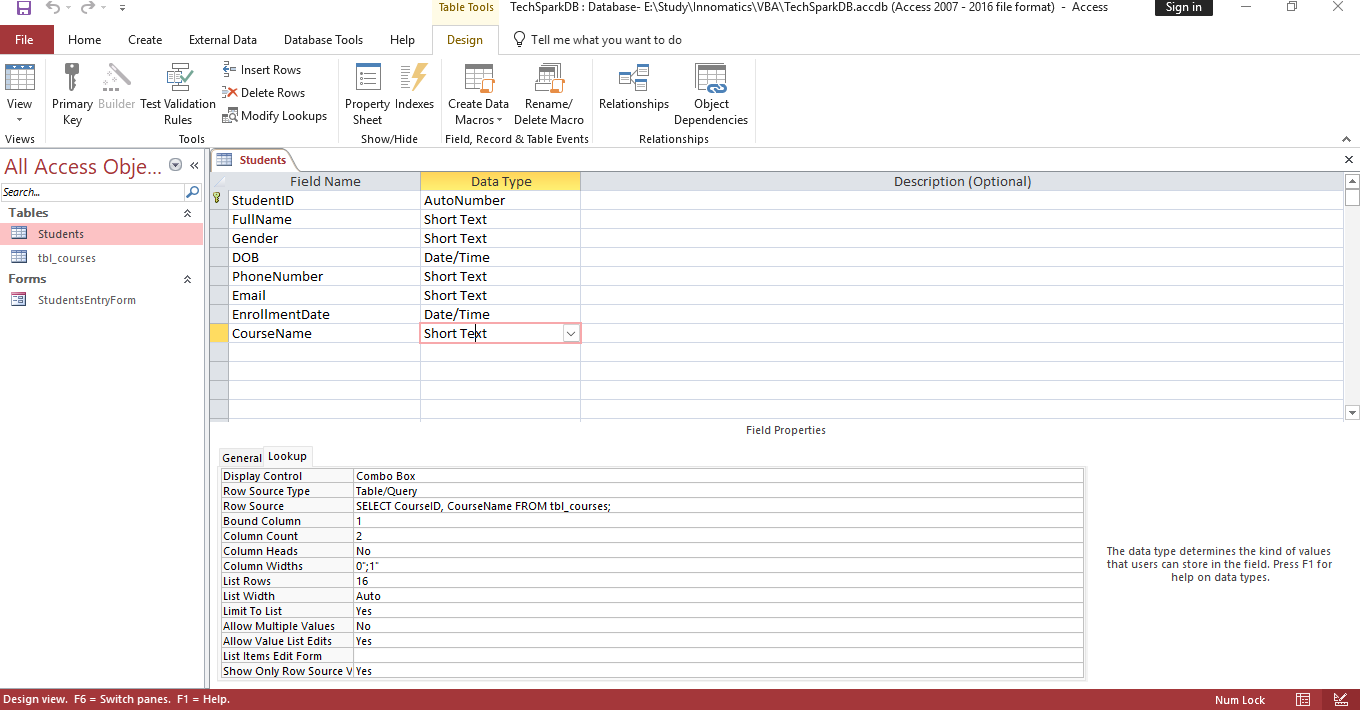 Table Tools
TechSparkDB : Database- E:\Study\Innomatics\VBA\TechSparkDB.accdb (Access 2007 - 2016 file format) - Access
Sign in
File Home Create External Data Database Tools Help Design Tell me what you want to do
View
Primary Key
Builder
Test Validation Rules
Insert Rows
Delete Rows
Modify Lookups
Property Sheet
Indexes
Create Data Macros
Rename/ Delete Macro
Relationships
Object Dependencies
Views Tools Show/Hide Field, Record & Table Events Relationships
All Access Obje...
Search...
Tables
Students
tbl_courses
Forms
StudentsEntryForm
Students
Field Name Data Type Description (Optional)
StudentID AutoNumber
FullName Short Text
Gender Short Text
DOB Date/Time
PhoneNumber Short Text
Email Short Text
EnrollmentDate Date/Time
CourseName Short Text
Field Properties
General Lookup
Display Control Combo Box
Row Source Type Table/Query
Row Source SELECT CourseID, CourseName FROM tbl_courses;
Bound Column 1
Column Count 2
Column Heads No
Column Widths 0";1"
List Rows 16
List Width Auto
Limit To List Yes
Allow Multiple Values No
Allow Value List Edits Yes
List Items Edit Form
Show Only Row Source V Yes
The data type determines the kind of values
that users can store in the field. Press F1 for
help on data types.
Design view. F6 = Switch panes. F1 = Help.
Num Lock